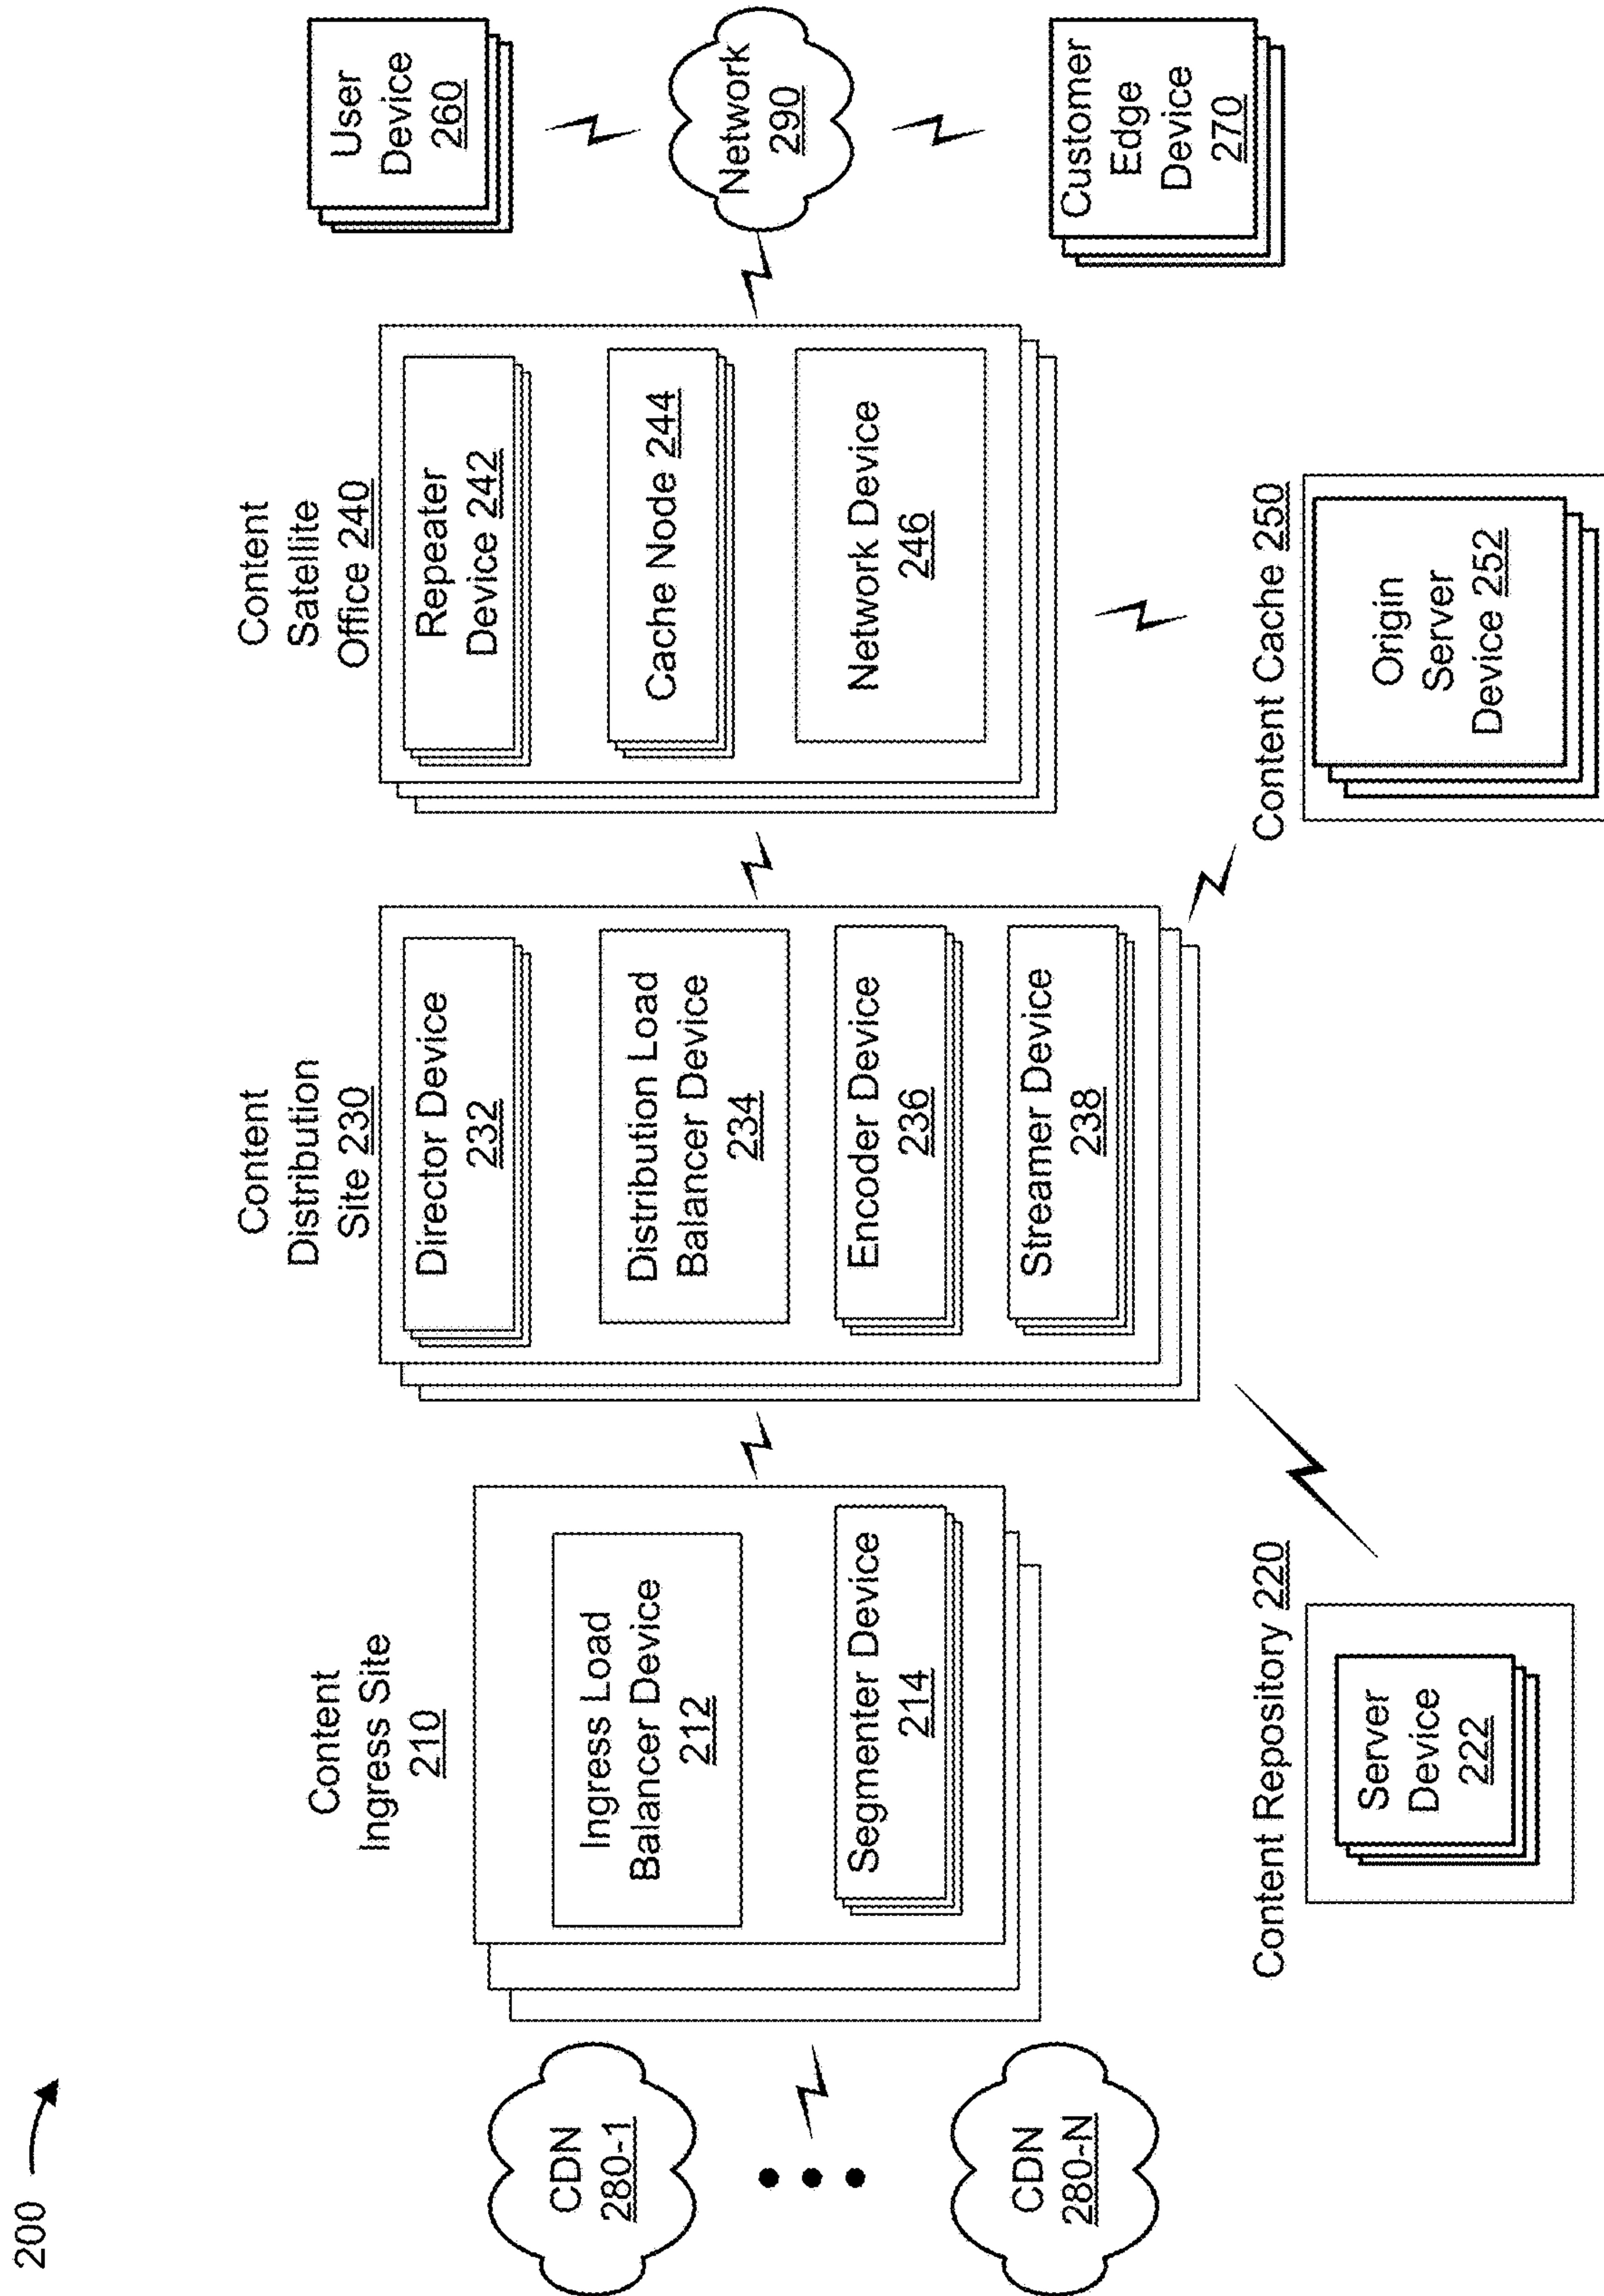 200
CDN
280-1
CDN
280-N
Content
Ingress Site
210
Ingress Load
Balancer Device
212
Segmenter Device
214
Content Repository 220
Server
Device
222
Content
Distribution
Site 230
Director Device
232
Distribution Load
Balancer Device
234
Encoder Device
236
Streamer Device
238
Content
Satellite
Office 240
Repeater
Device 242
Cache Node 244
Network Device
246
Content Cache 250
Origin
Server
Device 252
User
Device
260
Network
290
Customer
Edge
Device
270